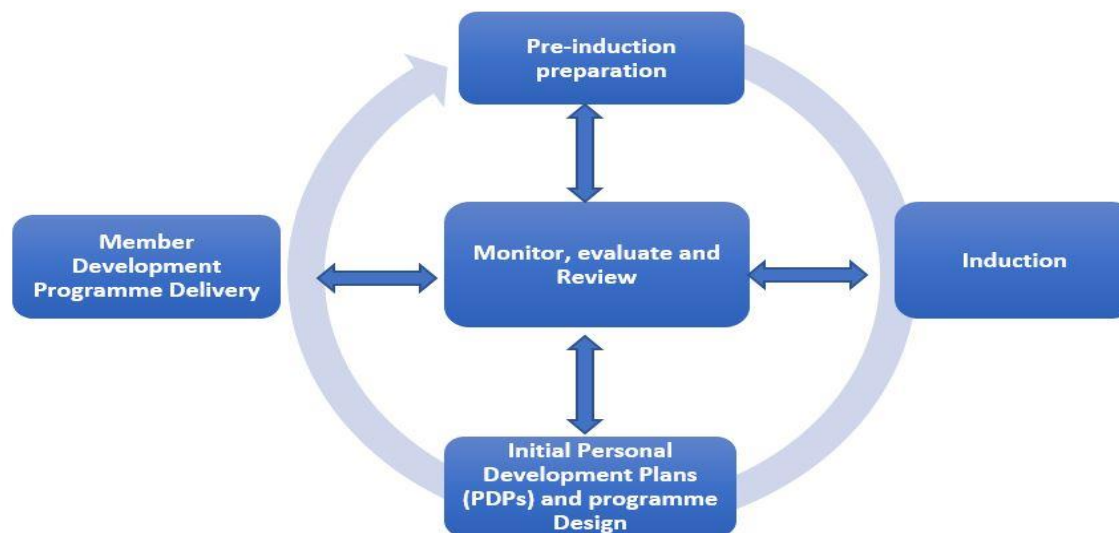 Pre-induction
preparation
Member
Development
Programme Delivery
Monitor, evaluate and
Review
Induction
Initial Personal
Development Plans
(PDPs) and programme
Design